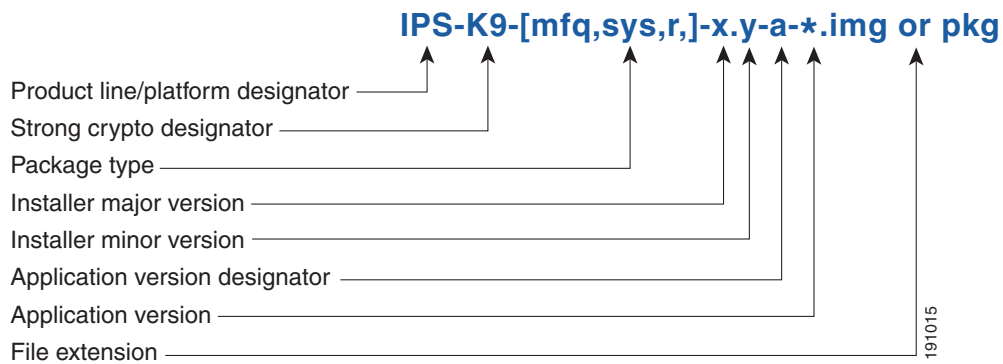 IPS-K9-[mfq,sys,r,]-x.y-a-*.img or pkg
Product line/platform designator
Strong crypto designator
Package type
Installer major version
Installer minor version
Application version designator
Application version
File extension
191015